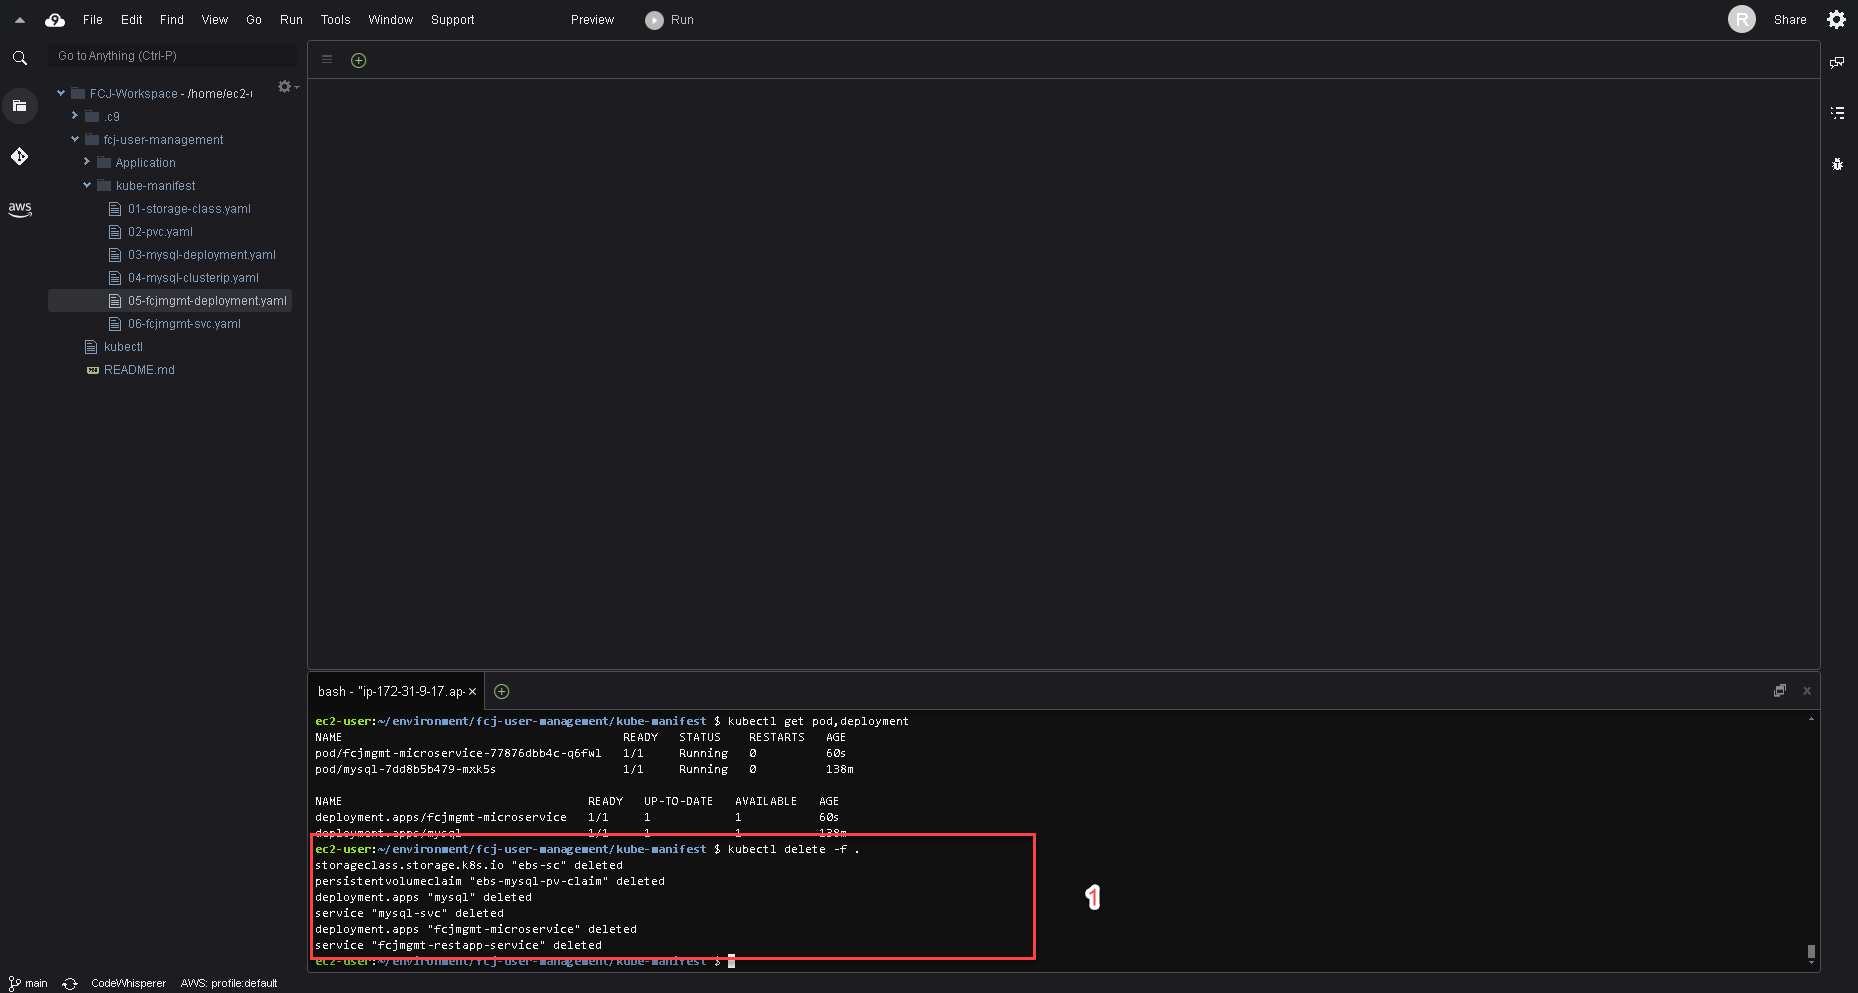 File Edit Find View Go Run Tools Window Support Preview Run R Share
Go to Anything (Ctrl-P)
FCJ-Workspace - /home/ec2-u
.c9
fcj-user-management
Application
kube-manifest
aws
01-storage-class.yaml
02-pvc.yaml
03-mysql-deployment.yaml
04-mysql-clusterip.yaml
05-fcjmgmt-deployment.yaml
06-fcjmgmt-svc.yaml
kubectl
README.md
bash - "ip-172-31-9-17.ap-
ec2-user:~/environment/fcj-user-management/kube-manifest $ kubectl get pod,deployment
NAME READY STATUS RESTARTS AGE
pod/fcjmgmt-microservice-77876dbb4c-q6fwl 1/1 Running 0 60s
pod/mysql-7dd8b5b479-mxk5s 1/1 Running 0 138m
NAME READY UP-TO-DATE AVAILABLE AGE
deployment.apps/fcjmgmt-microservice 1/1 1 1 60s
deployment.apps/mysql 1/1 1 1 138m
ec2-user:~/environment/fcj-user-management/kube-manifest $ kubectl delete -f .
storageclass.storage.k8s.io "ebs-sc" deleted
persistentvolumeclaim "ebs-mysql-pv-claim" deleted
deployment.apps "mysql" deleted
service "mysql-svc" deleted
deployment.apps "fcjmgmt-microservice" deleted
service "fcjmgmt-restapp-service" deleted
ec2-user:~/environment/fcj-user-management/kube-manifest $
1
main CodeWhisperer AWS: profile:default